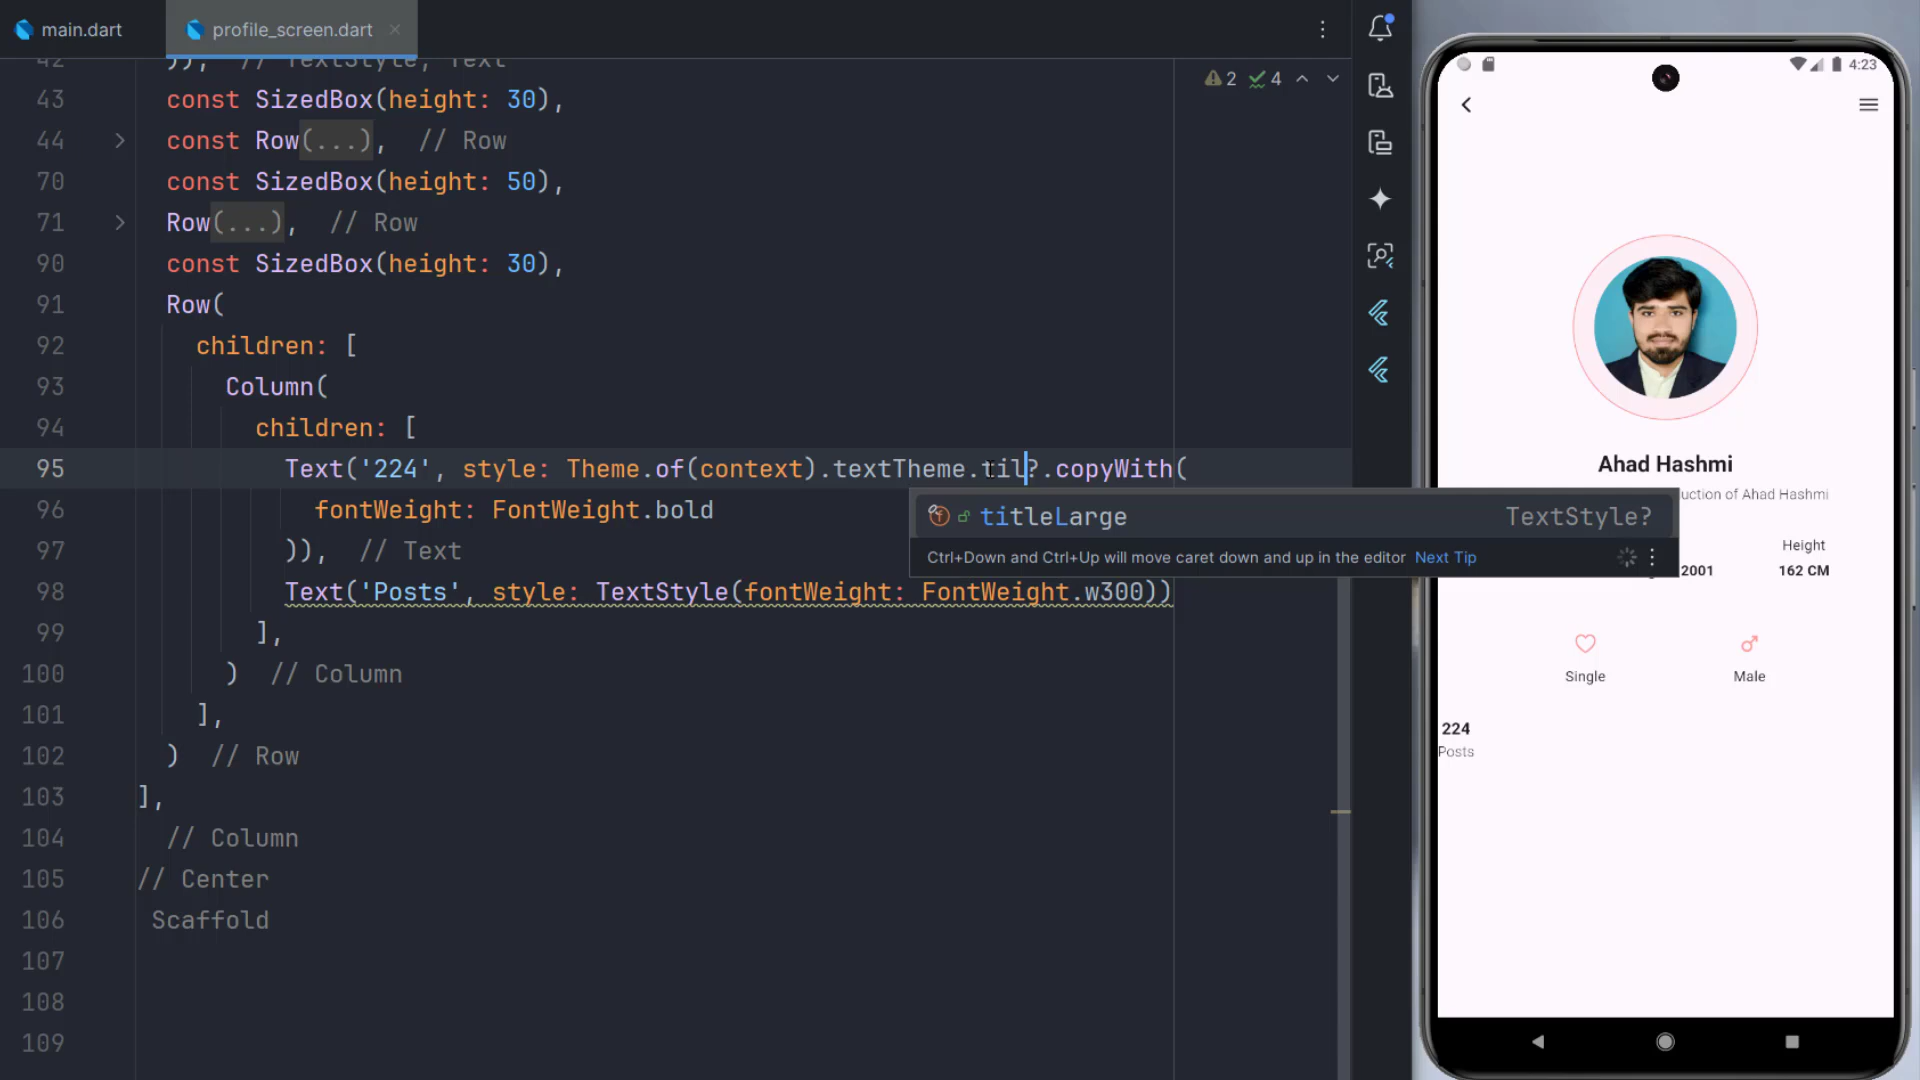 main.dart
profile_screen.dart
42 )), // TextStyle, Text
2 4
43 const SizedBox(height: 30),
44 const Row(...), // Row
70 const SizedBox(height: 50),
71 Row(...), // Row
90 const SizedBox(height: 30),
91 Row(
92 children: [
93 Column(
94 children: [
95 Text('224', style: Theme.of(context).textTheme.til?.copyWith(
96 fontWeight: FontWeight.bold
97 )), // Text
98 Text('Posts', style: TextStyle(fontWeight: FontWeight.w300))
99 ],
100 ) // Column
101 ],
102 ) // Row
103 ],
104 // Column
105 // Center
106 Scaffold
107
108
109
titleLarge TextStyle?
Ctrl+Down and Ctrl+Up will move caret down and up in the editor Next Tip
4:23
Ahad Hashmi
uction of Ahad Hashmi
Height
2001 162 CM
Single Male
224
Posts